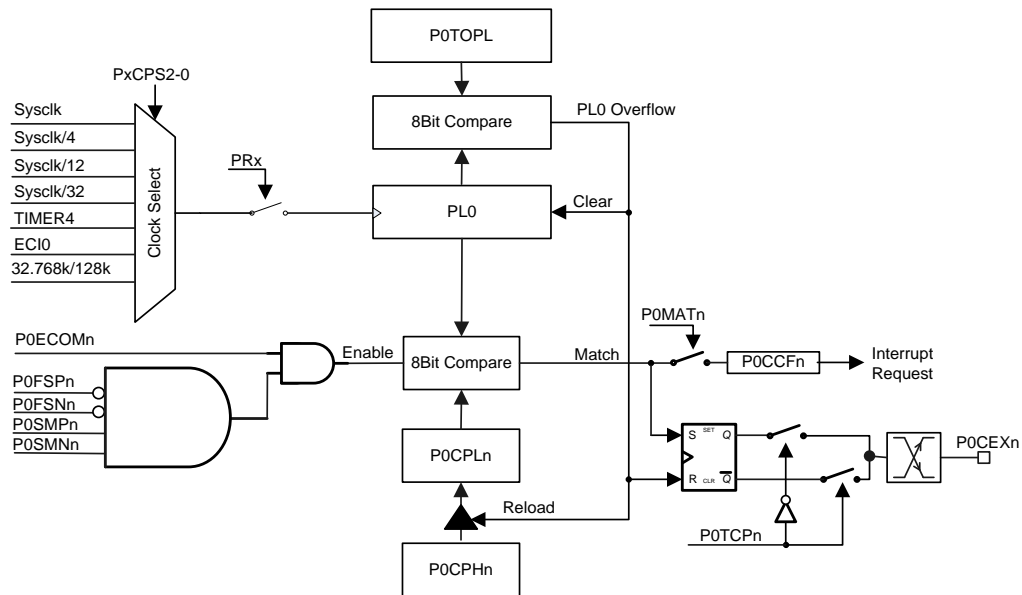 P0TOPL
PxCPS2-0
Sysclk
8Bit Compare
PL0 Overflow
Sysclk/4
Sysclk/12
PRx
Sysclk/32
Clock Select
PL0
Clear
TIMER4
ECI0
32.768k/128k
P0MATn
P0ECOMn
Enable
8Bit Compare
Match
P0CCFn
Interrupt
Request
P0FSPn
P0FSNn
P0SMPn
P0SMNn
S SET Q
P0CPLn
P0CEXn
R CLR Q
Reload
P0TCPn
P0CPHn